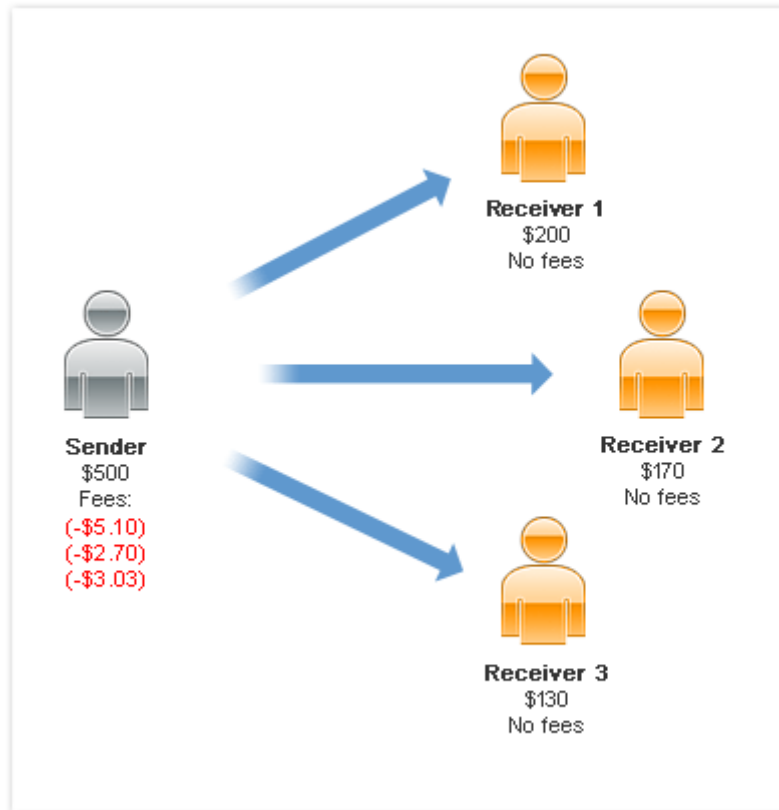 Receiver 1
$200
No fees
Sender
$500
Fees:
(-$5.10)
(-$2.70)
(-$3.03)
Receiver 2
$170
No fees
Receiver 3
$130
No fees